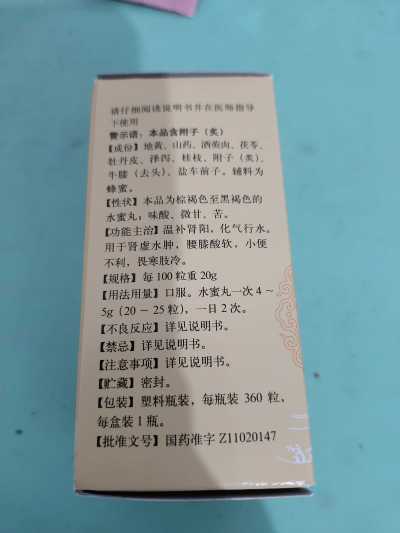 请仔细阅读说明书并在医师指导
下使用
警示语：本品含附子（炙）
【成份】地黄、山药、酒萸肉、茯苓、
牡丹皮、泽泻、桂枝、附子（炙）、
牛膝（去头）、盐车前子。辅料为
蜂蜜。
【性状】本品为棕褐色至黑褐色的
水蜜丸；味酸、微甘、苦。
【功能主治】温补肾阳，化气行水。
用于肾虚水肿，腰膝酸软，小便
不利，畏寒肢冷。
【规格】每100粒重20g
【用法用量】口服。水蜜丸一次4～
5g（20－25粒），一日2次。
【不良反应】详见说明书。
【禁忌】详见说明书。
【注意事项】详见说明书。
【贮藏】密封。
【包装】塑料瓶装，每瓶装360粒，
每盒装1瓶。
【批准文号】国药准字Z11020147